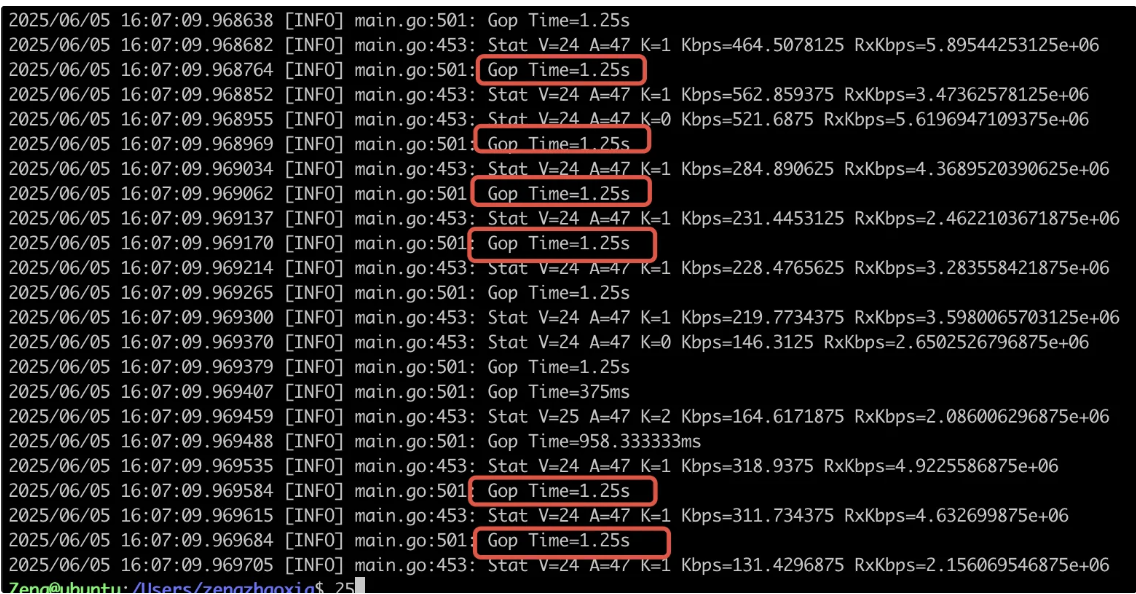 2025/06/05 16:07:09.968638 [INFO] main.go:501: Gop Time=1.25s
2025/06/05 16:07:09.968682 [INFO] main.go:453: Stat V=24 A=47 K=1 Kbps=464.5078125 RxKbps=5.89544253125e+06
2025/06/05 16:07:09.968764 [INFO] main.go:501: Gop Time=1.25s
2025/06/05 16:07:09.968852 [INFO] main.go:453: Stat V=24 A=47 K=1 Kbps=562.859375 RxKbps=3.47362578125e+06
2025/06/05 16:07:09.968955 [INFO] main.go:453: Stat V=24 A=47 K=0 Kbps=521.6875 RxKbps=5.6196947109375e+06
2025/06/05 16:07:09.968969 [INFO] main.go:501: Gop Time=1.25s
2025/06/05 16:07:09.969034 [INFO] main.go:453: Stat V=24 A=47 K=1 Kbps=284.890625 RxKbps=4.3689520390625e+06
2025/06/05 16:07:09.969062 [INFO] main.go:501 Gop Time=1.25s
2025/06/05 16:07:09.969137 [INFO] main.go:453: Stat V=24 A=47 K=1 Kbps=231.4453125 RxKbps=2.4622103671875e+06
2025/06/05 16:07:09.969170 [INFO] main.go:501: Gop Time=1.25s
2025/06/05 16:07:09.969214 [INFO] main.go:453: Stat V=24 A=47 K=1 Kbps=228.4765625 RxKbps=3.283558421875e+06
2025/06/05 16:07:09.969265 [INFO] main.go:501: Gop Time=1.25s
2025/06/05 16:07:09.969300 [INFO] main.go:453: Stat V=24 A=47 K=1 Kbps=219.7734375 RxKbps=3.5980065703125e+06
2025/06/05 16:07:09.969370 [INFO] main.go:453: Stat V=24 A=47 K=0 Kbps=146.3125 RxKbps=2.6502526796875e+06
2025/06/05 16:07:09.969379 [INFO] main.go:501: Gop Time=1.25s
2025/06/05 16:07:09.969407 [INFO] main.go:501: Gop Time=375ms
2025/06/05 16:07:09.969459 [INFO] main.go:453: Stat V=25 A=47 K=2 Kbps=164.6171875 RxKbps=2.086006296875e+06
2025/06/05 16:07:09.969488 [INFO] main.go:501: Gop Time=958.333333ms
2025/06/05 16:07:09.969535 [INFO] main.go:453: Stat V=24 A=47 K=1 Kbps=318.9375 RxKbps=4.9225586875e+06
2025/06/05 16:07:09.969584 [INFO] main.go:501: Gop Time=1.25s
2025/06/05 16:07:09.969615 [INFO] main.go:453: Stat V=24 A=47 K=1 Kbps=311.734375 RxKbps=4.632699875e+06
2025/06/05 16:07:09.969684 [INFO] main.go:501: Gop Time=1.25s
2025/06/05 16:07:09.969705 [INFO] main.go:453: Stat V=24 A=47 K=1 Kbps=131.4296875 RxKbps=2.156069546875e+06
Zeng@ubuntu:/Users/zengzhaoxia$ 25